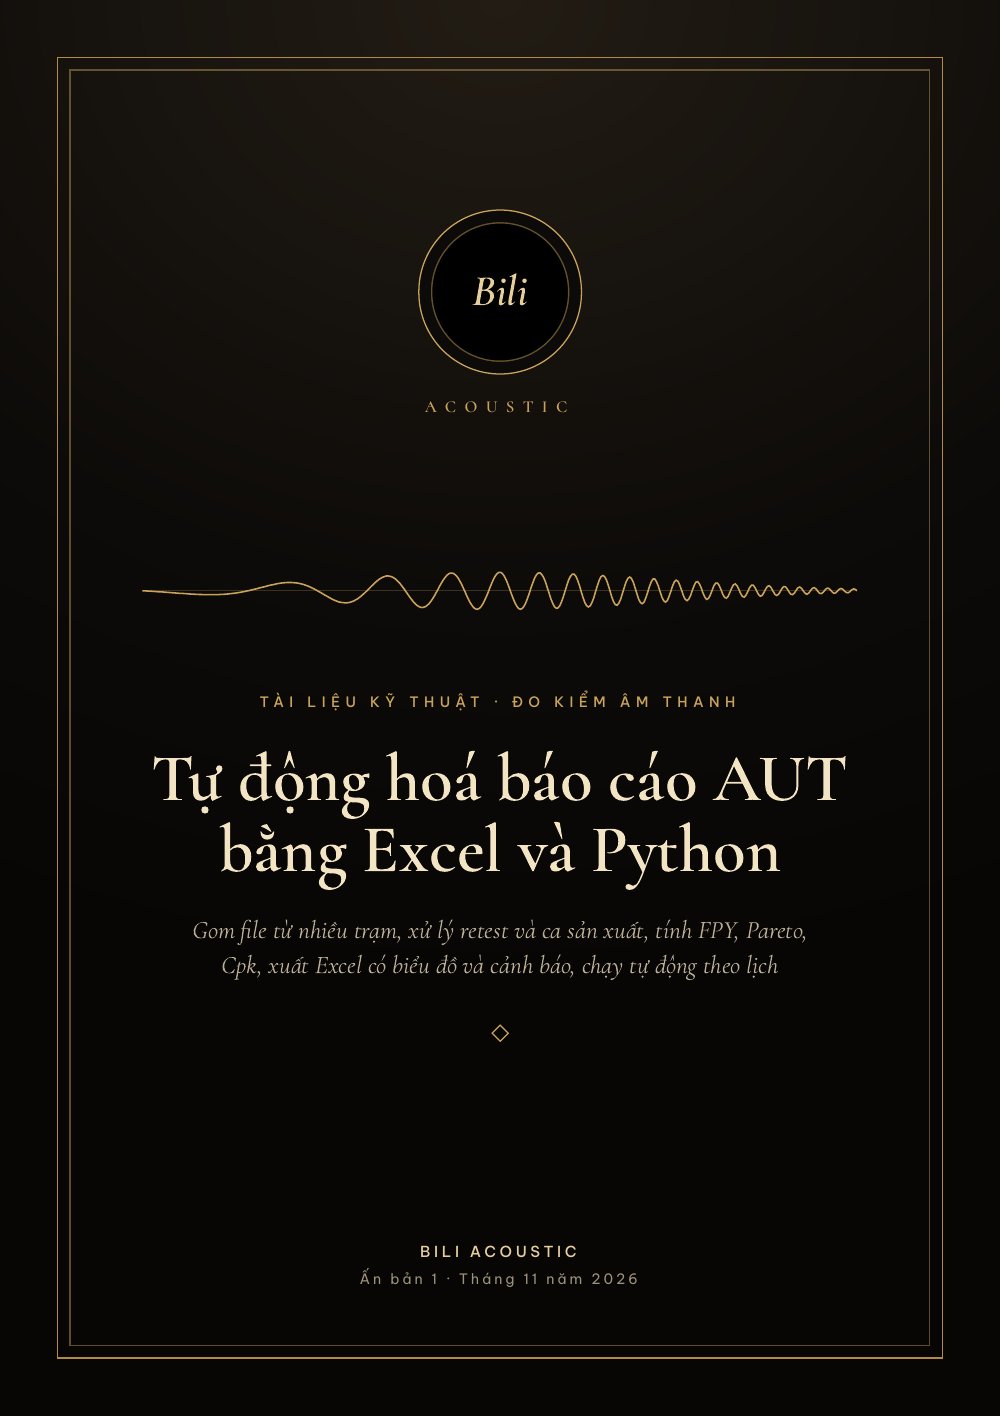 Bili
ACOUSTIC
TÀI LIỆU KỸ THUẬT · ĐO KIỂM ÂM THANH
Tự động hoá báo cáo AUT
bằng Excel và Python
Gom file từ nhiều trạm, xử lý retest và ca sản xuất, tính FPY, Pareto,
Cpk, xuất Excel có biểu đồ và cảnh báo, chạy tự động theo lịch
BILI ACOUSTIC
Ấn bản 1 · Tháng 11 năm 2026